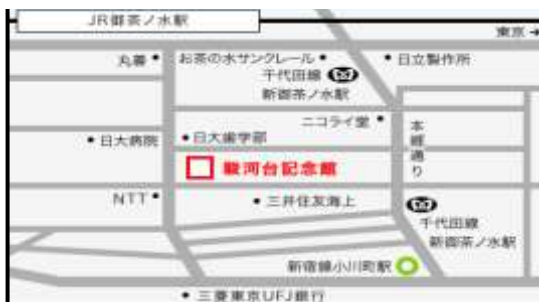 JR御茶ノ水駅
東京→
丸善
お茶の水サンクレール
日立製作所
千代田線
新御茶ノ水駅
ニコライ堂
本郷通り
日大病院
日大歯学部
駿河台記念館
NTT
三井住友海上
千代田線
新御茶ノ水駅
新宿線小川町駅
三菱東京UFJ銀行